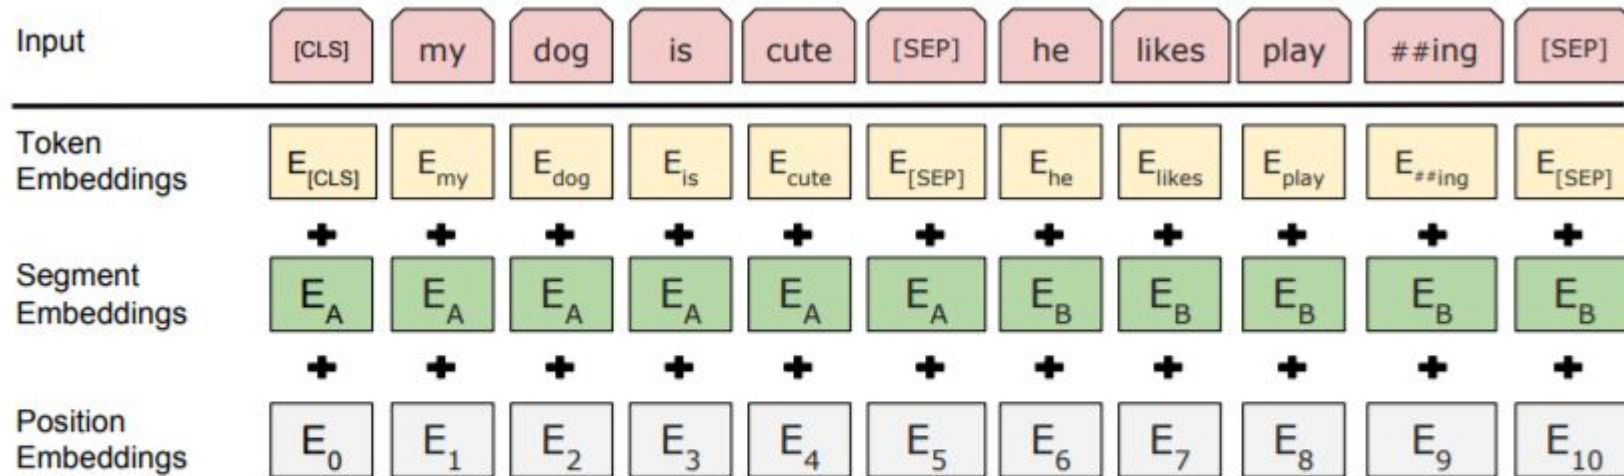 Input [CLS] my dog is cute [SEP] he likes play ##ing [SEP]
Token
Embeddings E[CLS] Emy Edog Eis Ecute E[SEP] Ehe Elikes Eplay E##ing E[SEP]
+ + + + + + + + + + +
Segment
Embeddings EA EA EA EA EA EA EB EB EB EB EB
+ + + + + + + + + + +
Position
Embeddings E0 E1 E2 E3 E4 E5 E6 E7 E8 E9 E10